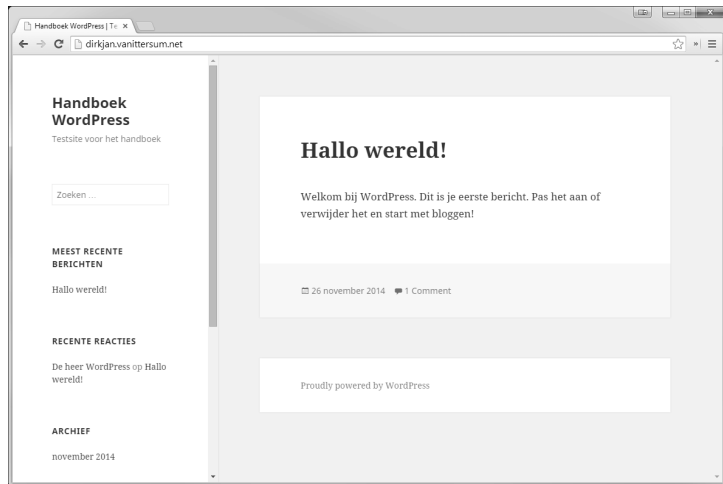 Handboek WordPress | Te
dirkjan.vanittersum.net
Handboek
WordPress
Testsite voor het handboek
Zoeken ...
MEEST RECENTE
BERICHTEN
Hallo wereld!
RECENTE REACTIES
De heer WordPress op Hallo
wereld!
ARCHIEF
november 2014
Hallo wereld!
Welkom bij WordPress. Dit is je eerste bericht. Pas het aan of
verwijder het en start met bloggen!
26 november 2014 1 Comment
Proudly powered by WordPress